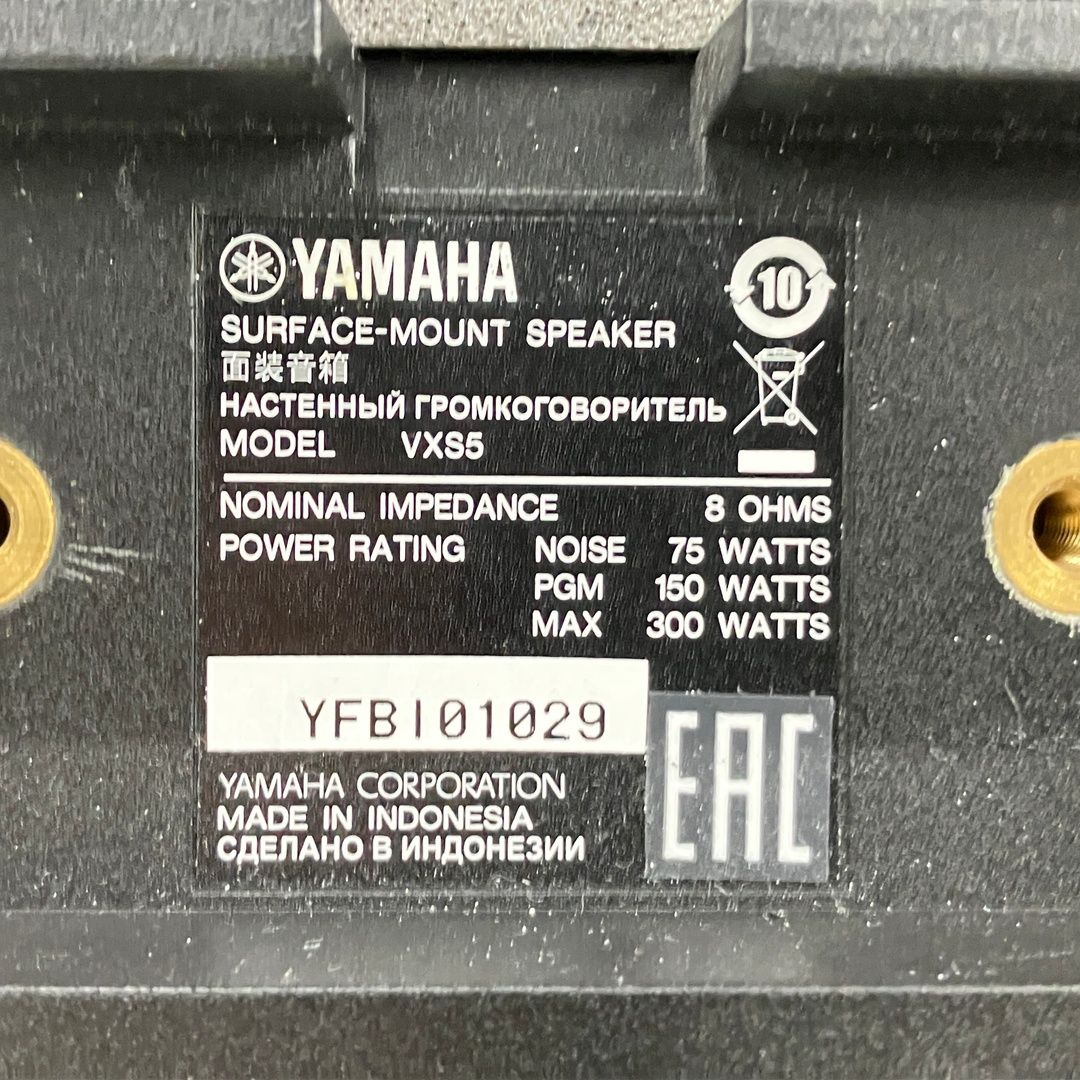 YAMAHA
10
SURFACE-MOUNT SPEAKER
面装音箱
НАСТЕННЫЙ ГРОМКОГОВОРИТЕЛЬ
MODEL VXS5
NOMINAL IMPEDANCE 8 OHMS
POWER RATING NOISE 75 WATTS
PGM 150 WATTS
MAX 300 WATTS
YFBI01029
EAC
YAMAHA CORPORATION
MADE IN INDONESIA
СДЕЛАНО В ИНДОНЕЗИИ